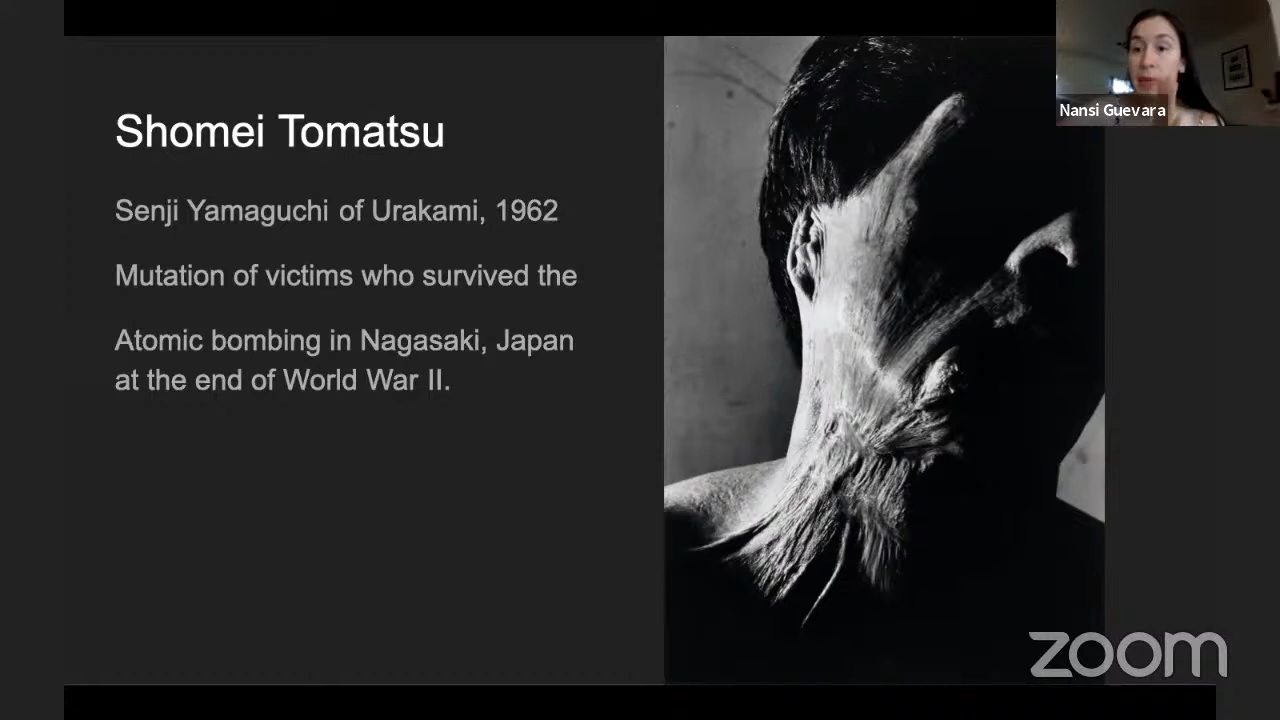 Shomei Tomatsu
Senji Yamaguchi of Urakami, 1962
Mutation of victims who survived the
Atomic bombing in Nagasaki, Japan
at the end of World War II.
Nansi Guevara
zoom